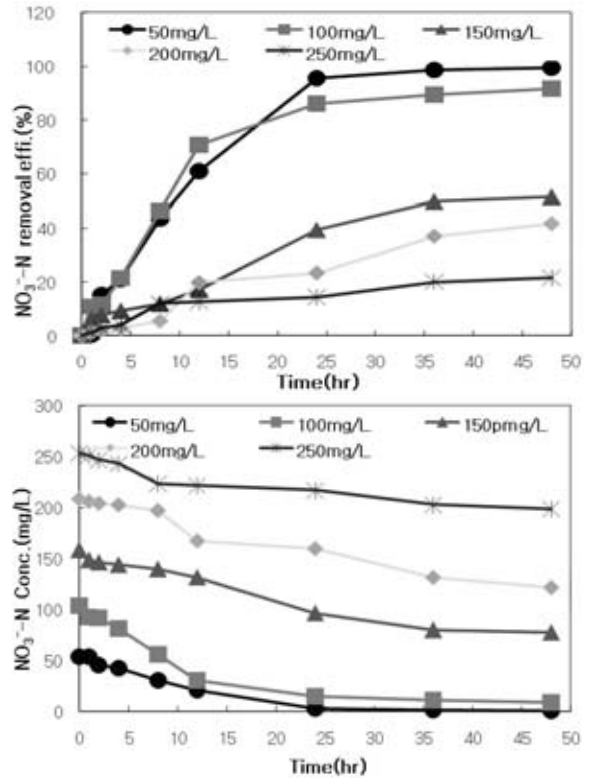 120
100
80
60
40
20
0
NO₃⁻-N removal effi.(%)
50mg/L 100mg/L 150mg/L
200mg/L 250mg/L
0 5 10 15 20 25 30 35 40 45 50
Time(hr)
300
250
200
150
100
50
0
NO₃⁻-N Conc.(mg/L)
50mg/L 100mg/L 150pmg/L
200mg/L 250mg/L
0 5 10 15 20 25 30 35 40 45 50
Time(hr)